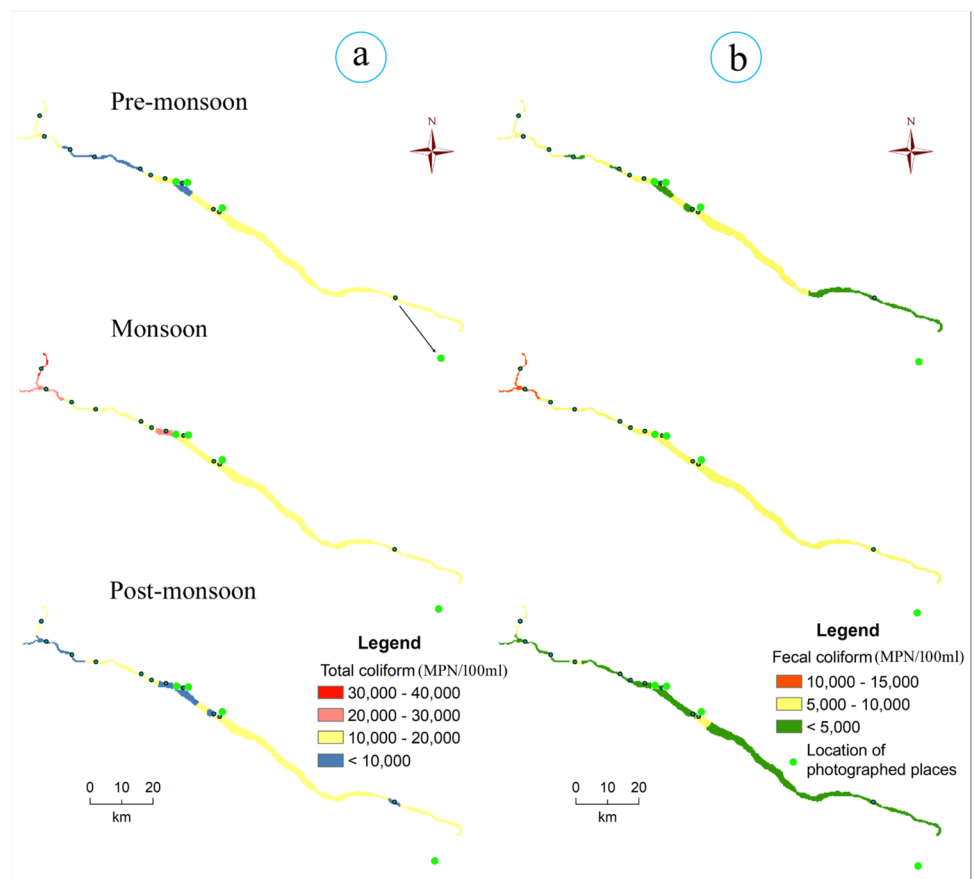 a
b
Pre-monsoon
N
N
Monsoon
Post-monsoon
Legend
Total coliform (MPN/100ml)
30,000 - 40,000
20,000 - 30,000
10,000 - 20,000
< 10,000
0 10 20
km
Legend
Fecal coliform (MPN/100ml)
10,000 - 15,000
5,000 - 10,000
< 5,000
Location of
photographed places
0 10 20
km